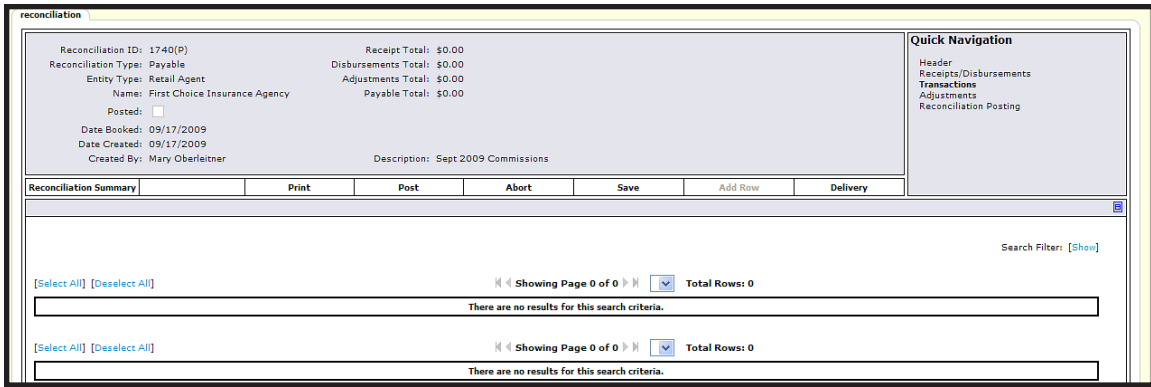 reconciliation
Reconciliation ID: 1740(P) Receipt Total: $0.00
Reconciliation Type: Payable Disbursements Total: $0.00
Entity Type: Retail Agent Adjustments Total: $0.00
Name: First Choice Insurance Agency Payable Total: $0.00
Posted:
Date Booked: 09/17/2009
Date Created: 09/17/2009
Created By: Mary Oberleitner Description: Sept 2009 Commissions
Quick Navigation
Header
Receipts/Disbursements
Transactions
Adjustments
Reconciliation Posting
Reconciliation Summary Print Post Abort Save Add Row Delivery
Search Filter: [Show]
[Select All] [Deselect All] Showing Page 0 of 0 Total Rows: 0
There are no results for this search criteria.
[Select All] [Deselect All] Showing Page 0 of 0 Total Rows: 0
There are no results for this search criteria.